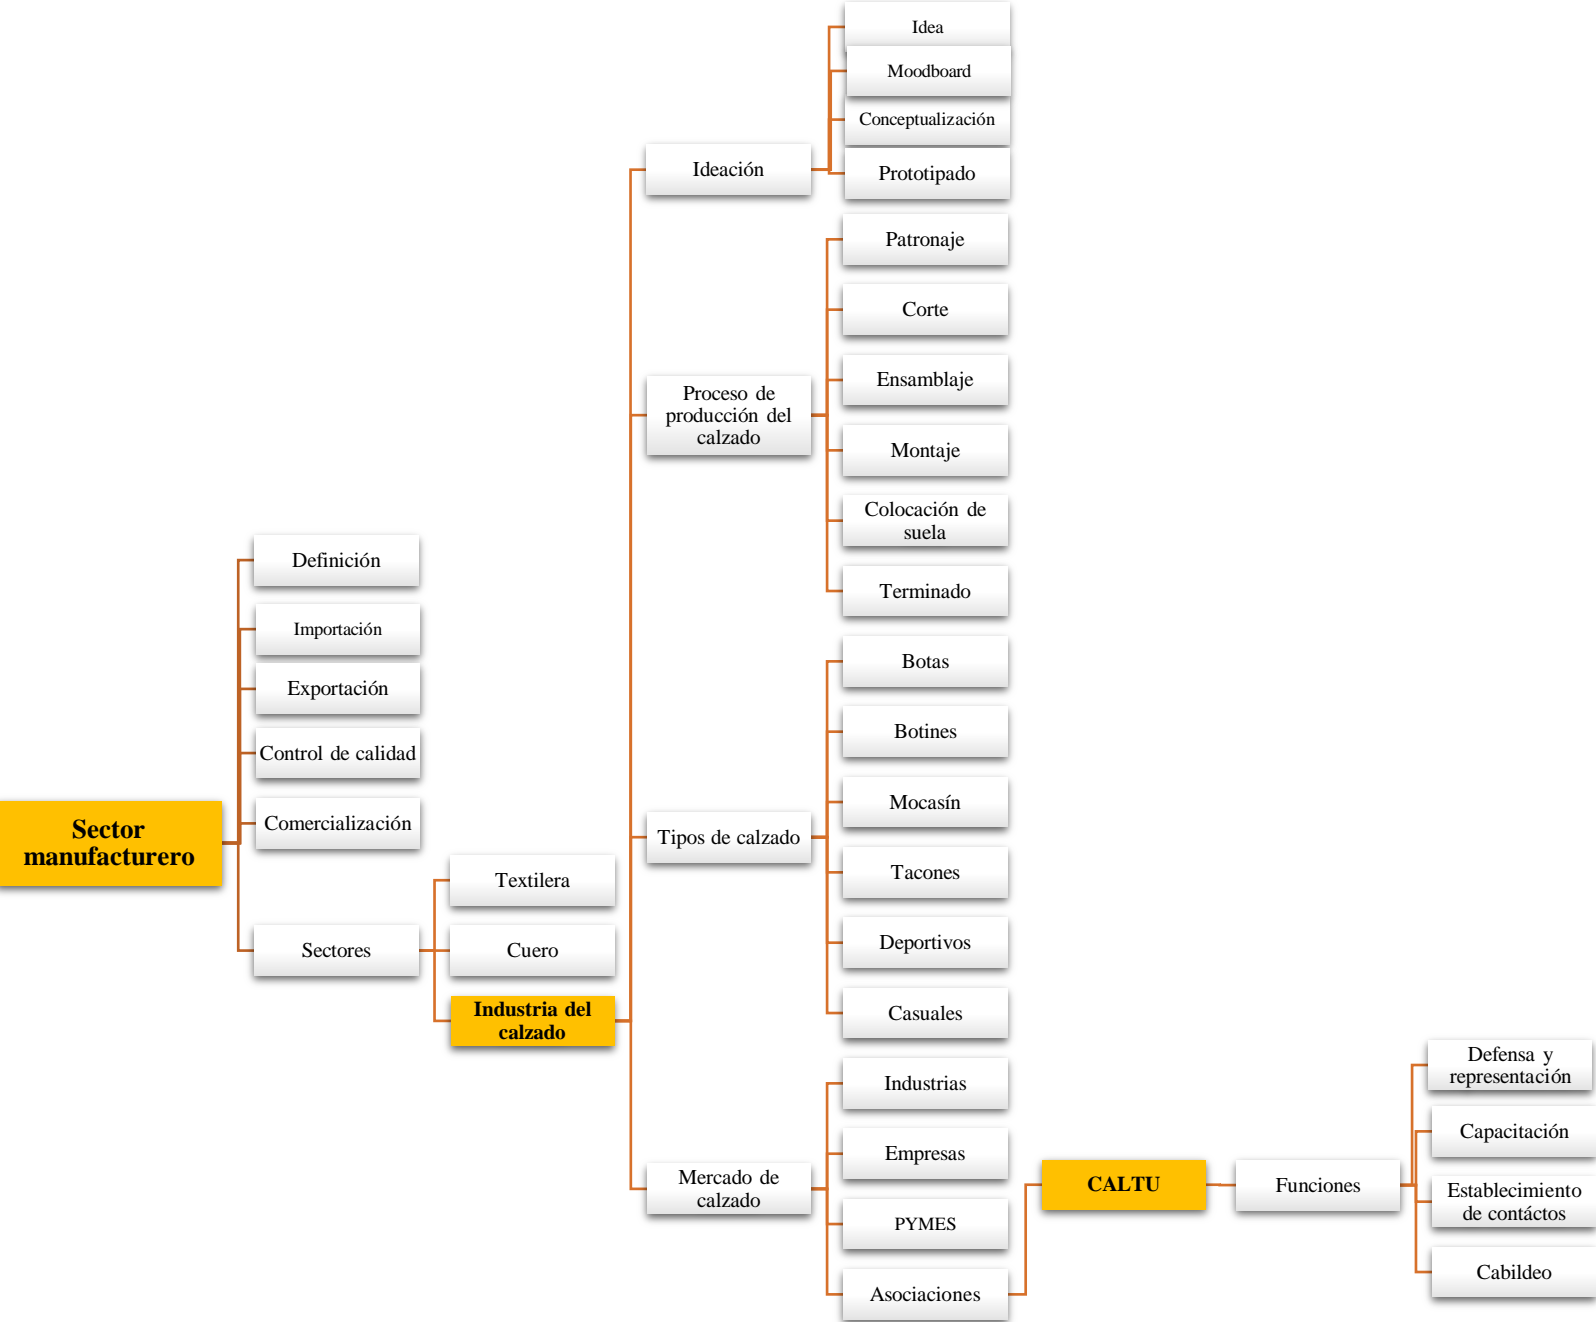 Idea
Moodboard
Conceptualización
Ideación
Prototipado
Patronaje
Corte
Ensamblaje
Proceso de
producción del
calzado
Montaje
Colocación de
suela
Terminado
Definición
Importación
Exportación
Control de calidad
Comercialización
Sector
manufacturero
Sectores
Textilera
Cuero
Industria del
calzado
Tipos de calzado
Botas
Botines
Mocasín
Tacones
Deportivos
Casuales
Mercado de
calzado
Industrias
Empresas
PYMES
Asociaciones
CALTU
Funciones
Defensa y
representación
Capacitación
Establecimiento
de contáctos
Cabildeo